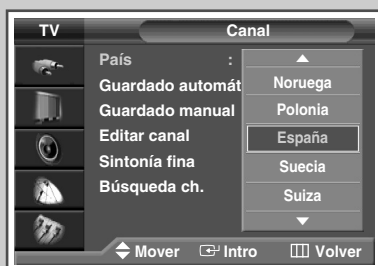 TV
Canal
País :
Guardado automát
Guardado manual
Editar canal
Sintonía fina
Búsqueda ch.
Noruega
Polonia
España
Suecia
Suiza
Mover Intro Volver